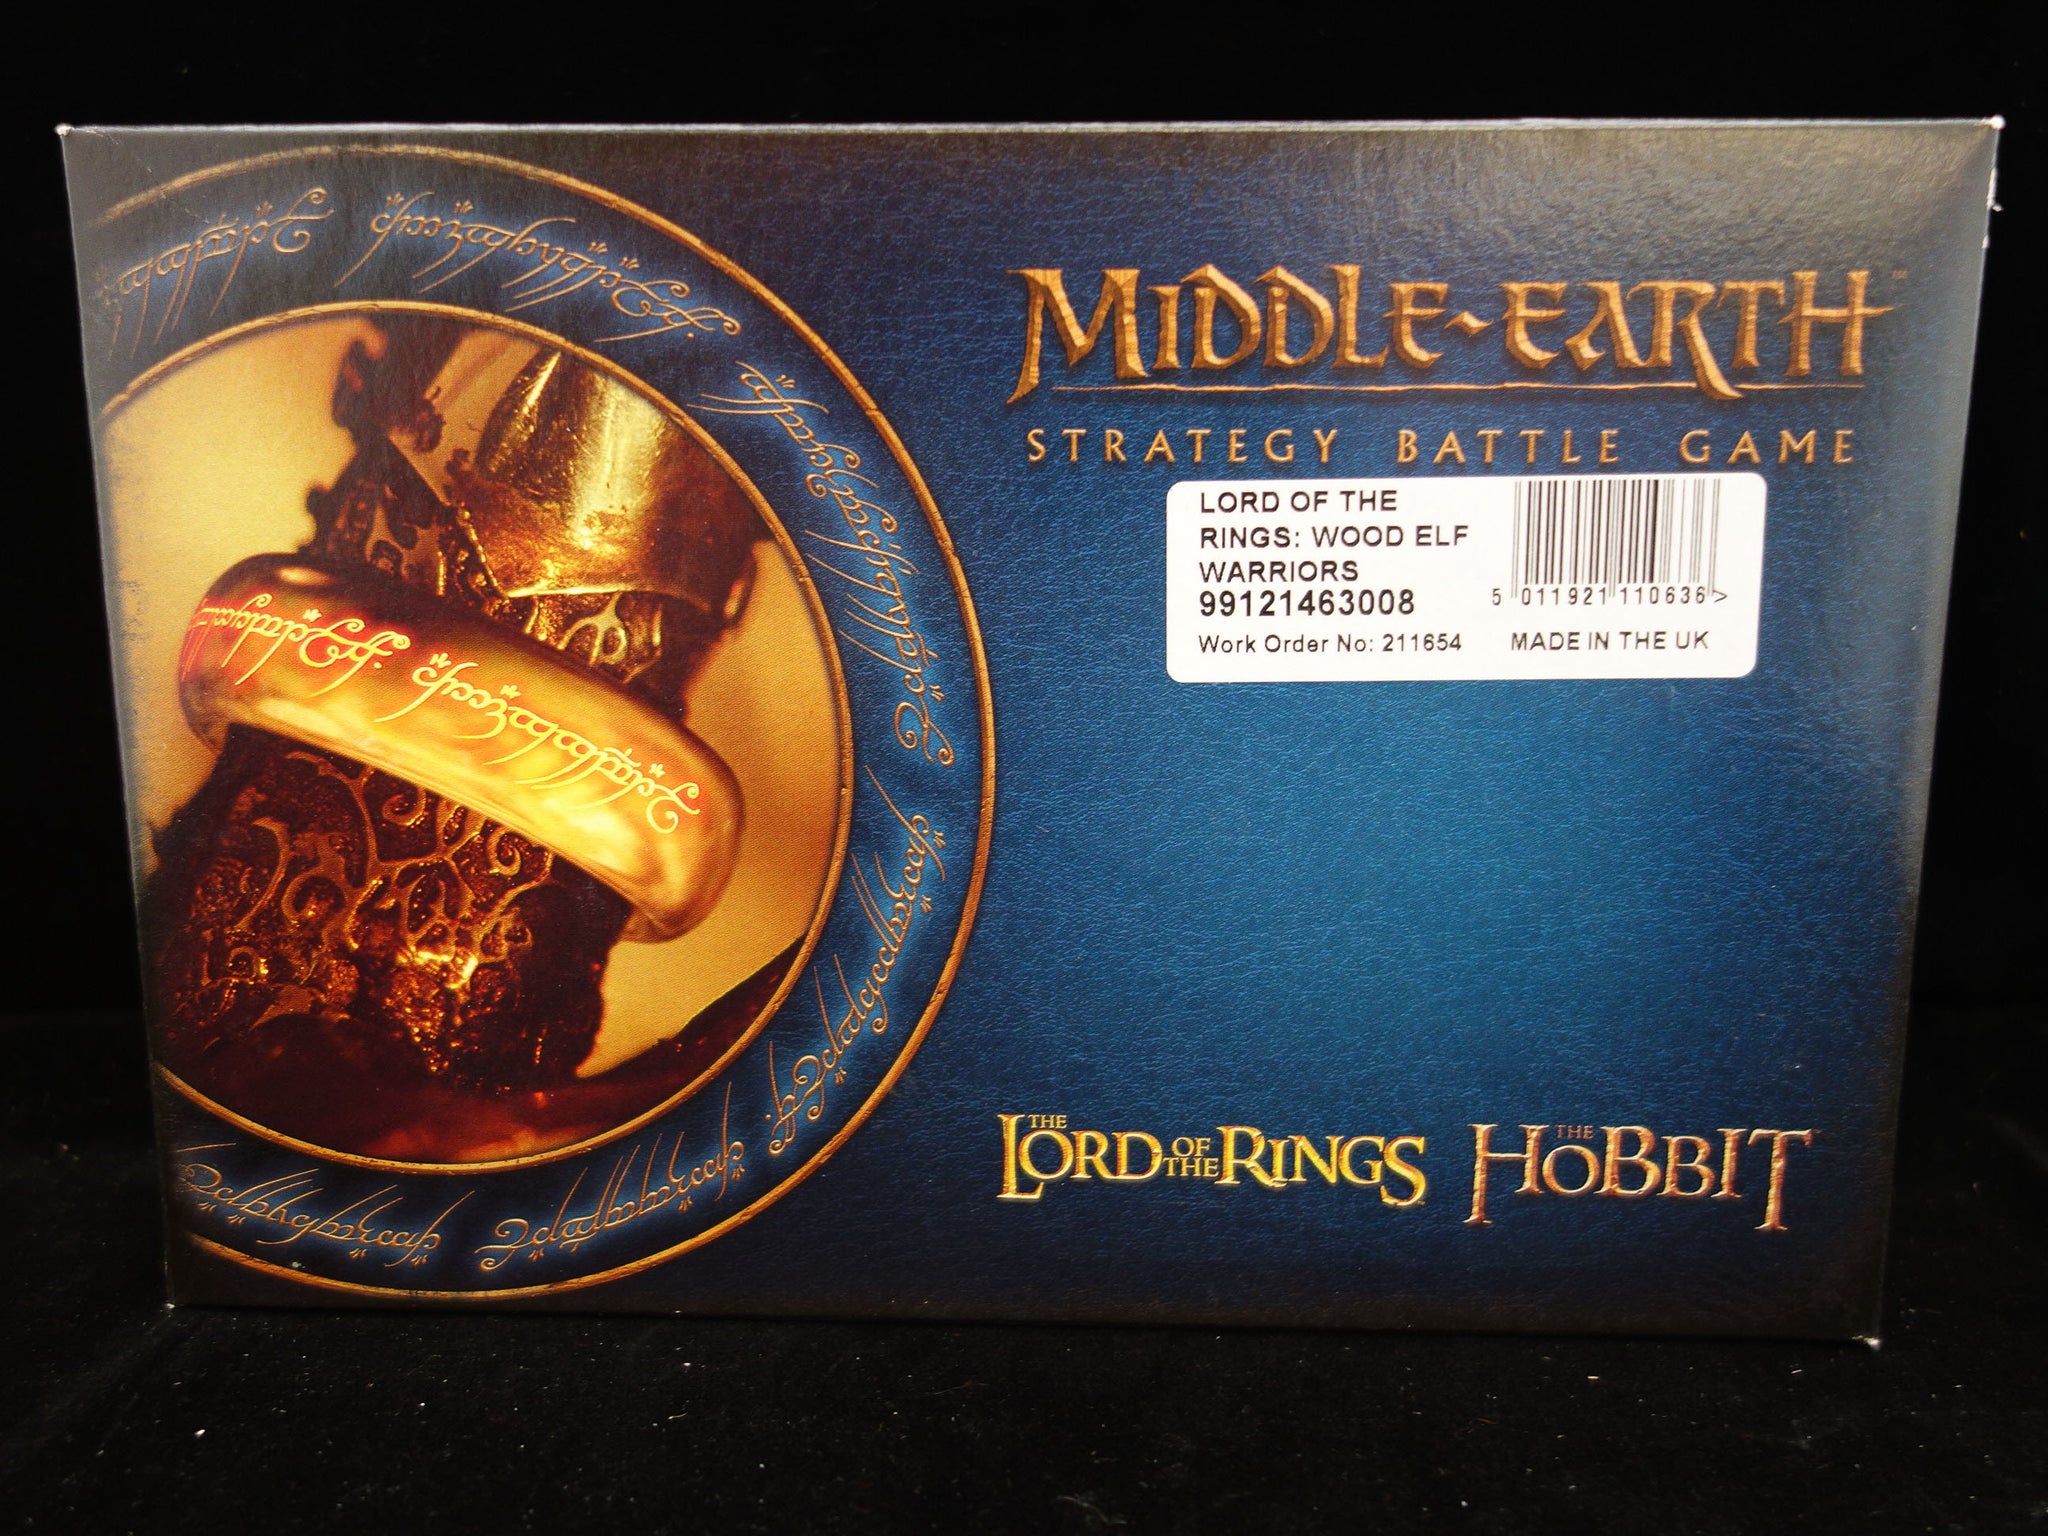 MIDDLE-EARTH™
STRATEGY BATTLE GAME
LORD OF THE
RINGS: WOOD ELF
WARRIORS
99121463008
5 011921 110636 >
Work Order No: 211654 MADE IN THE UK
THE LORD OF THE RINGS
THE HOBBIT